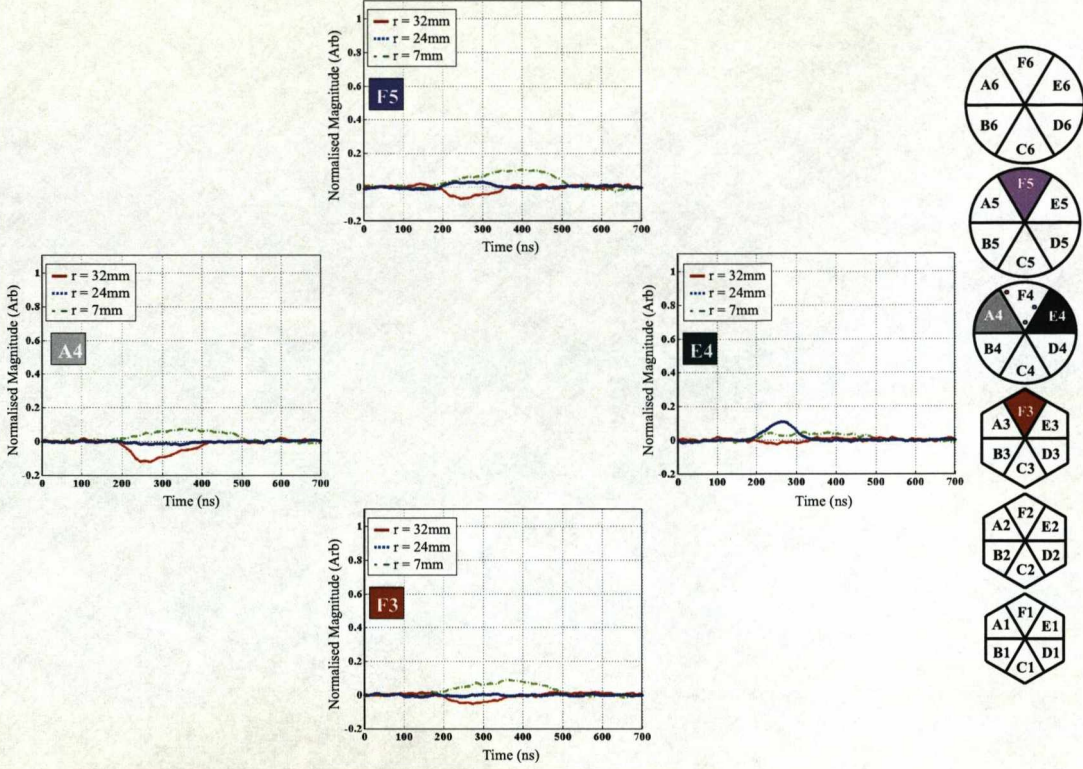 Normalised Magnitude (Arb)
1
0.8
0.6
0.4
0.2
0
-0.2
r = 32mm
r = 24mm
r = 7mm
F5
0 100 200 300 400 500 600 700
Time (ns)
Normalised Magnitude (Arb)
1
0.8
0.6
0.4
0.2
0
-0.2
r = 32mm
r = 24mm
r = 7mm
A4
0 100 200 300 400 500 600 700
Time (ns)
Normalised Magnitude (Arb)
1
0.8
0.6
0.4
0.2
0
-0.2
r = 32mm
r = 24mm
r = 7mm
E4
0 100 200 300 400 500 600 700
Time (ns)
Normalised Magnitude (Arb)
1
0.8
0.6
0.4
0.2
0
-0.2
r = 32mm
r = 24mm
r = 7mm
F3
0 100 200 300 400 500 600 700
Time (ns)
F6
A6 E6
B6 D6
C6
F5
A5 E5
B5 D5
C5
F4
A4 E4
B4 D4
C4
F3
A3 E3
B3 D3
C3
F2
A2 E2
B2 D2
C2
F1
A1 E1
B1 D1
C1